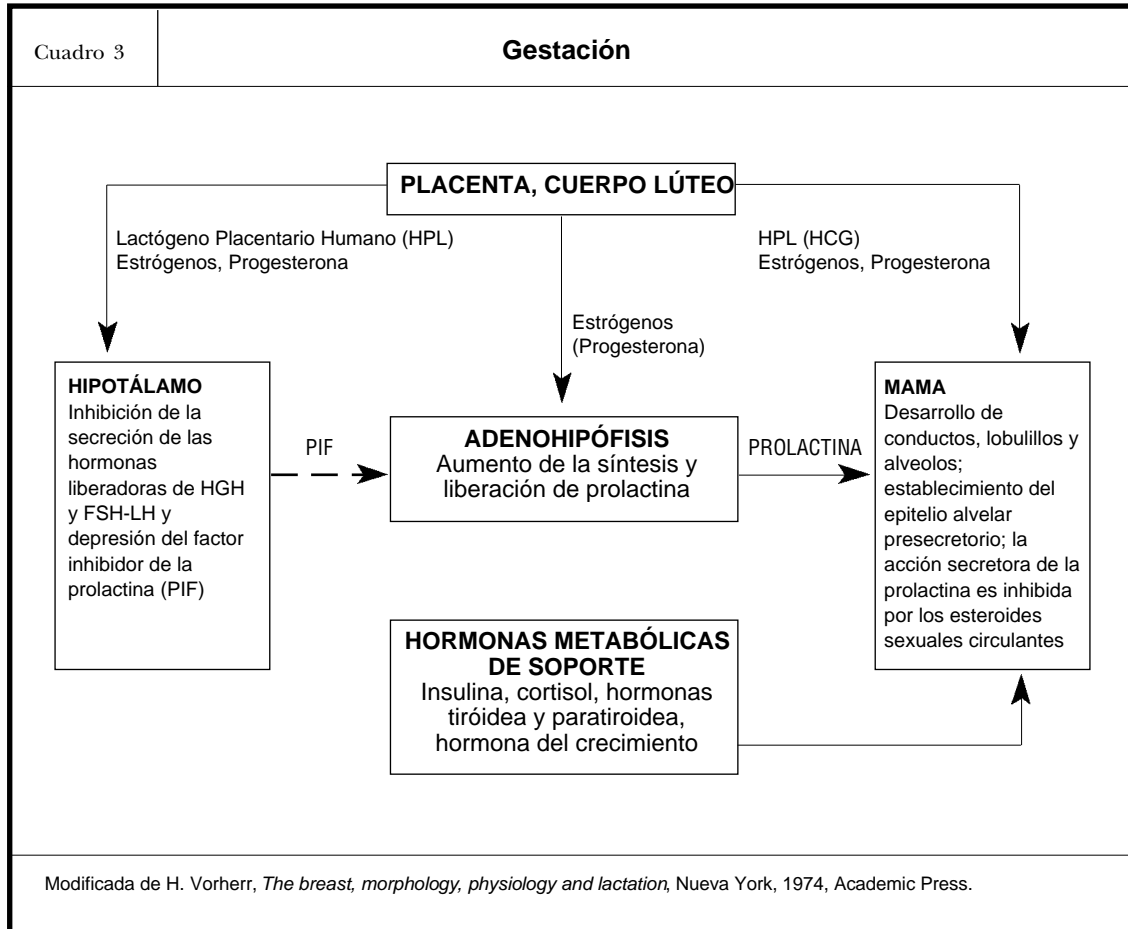 Cuadro 3
Gestación
PLACENTA, CUERPO LÚTEO
Lactógeno Placentario Humano (HPL)
Estrógenos, Progesterona
HPL (HCG)
Estrógenos, Progesterona
Estrógenos
(Progesterona)
HIPOTÁLAMO
Inhibición de la
secreción de las
hormonas
liberadoras de HGH
y FSH-LH y
depresión del factor
inhibidor de la
prolactina (PIF)
PIF
ADENOHIPÓFISIS
Aumento de la síntesis y
liberación de prolactina
PROLACTINA
MAMA
Desarrollo de
conductos, lobulillos y
alveolos;
establecimiento del
epitelio alvelar
presecretorio; la
acción secretora de la
prolactina es inhibida
por los esteroides
sexuales circulantes
HORMONAS METABÓLICAS
DE SOPORTE
Insulina, cortisol, hormonas
tiróidea y paratiroidea,
hormona del crecimiento
Modificada de H. Vorherr, The breast, morphology, physiology and lactation, Nueva York, 1974, Academic Press.